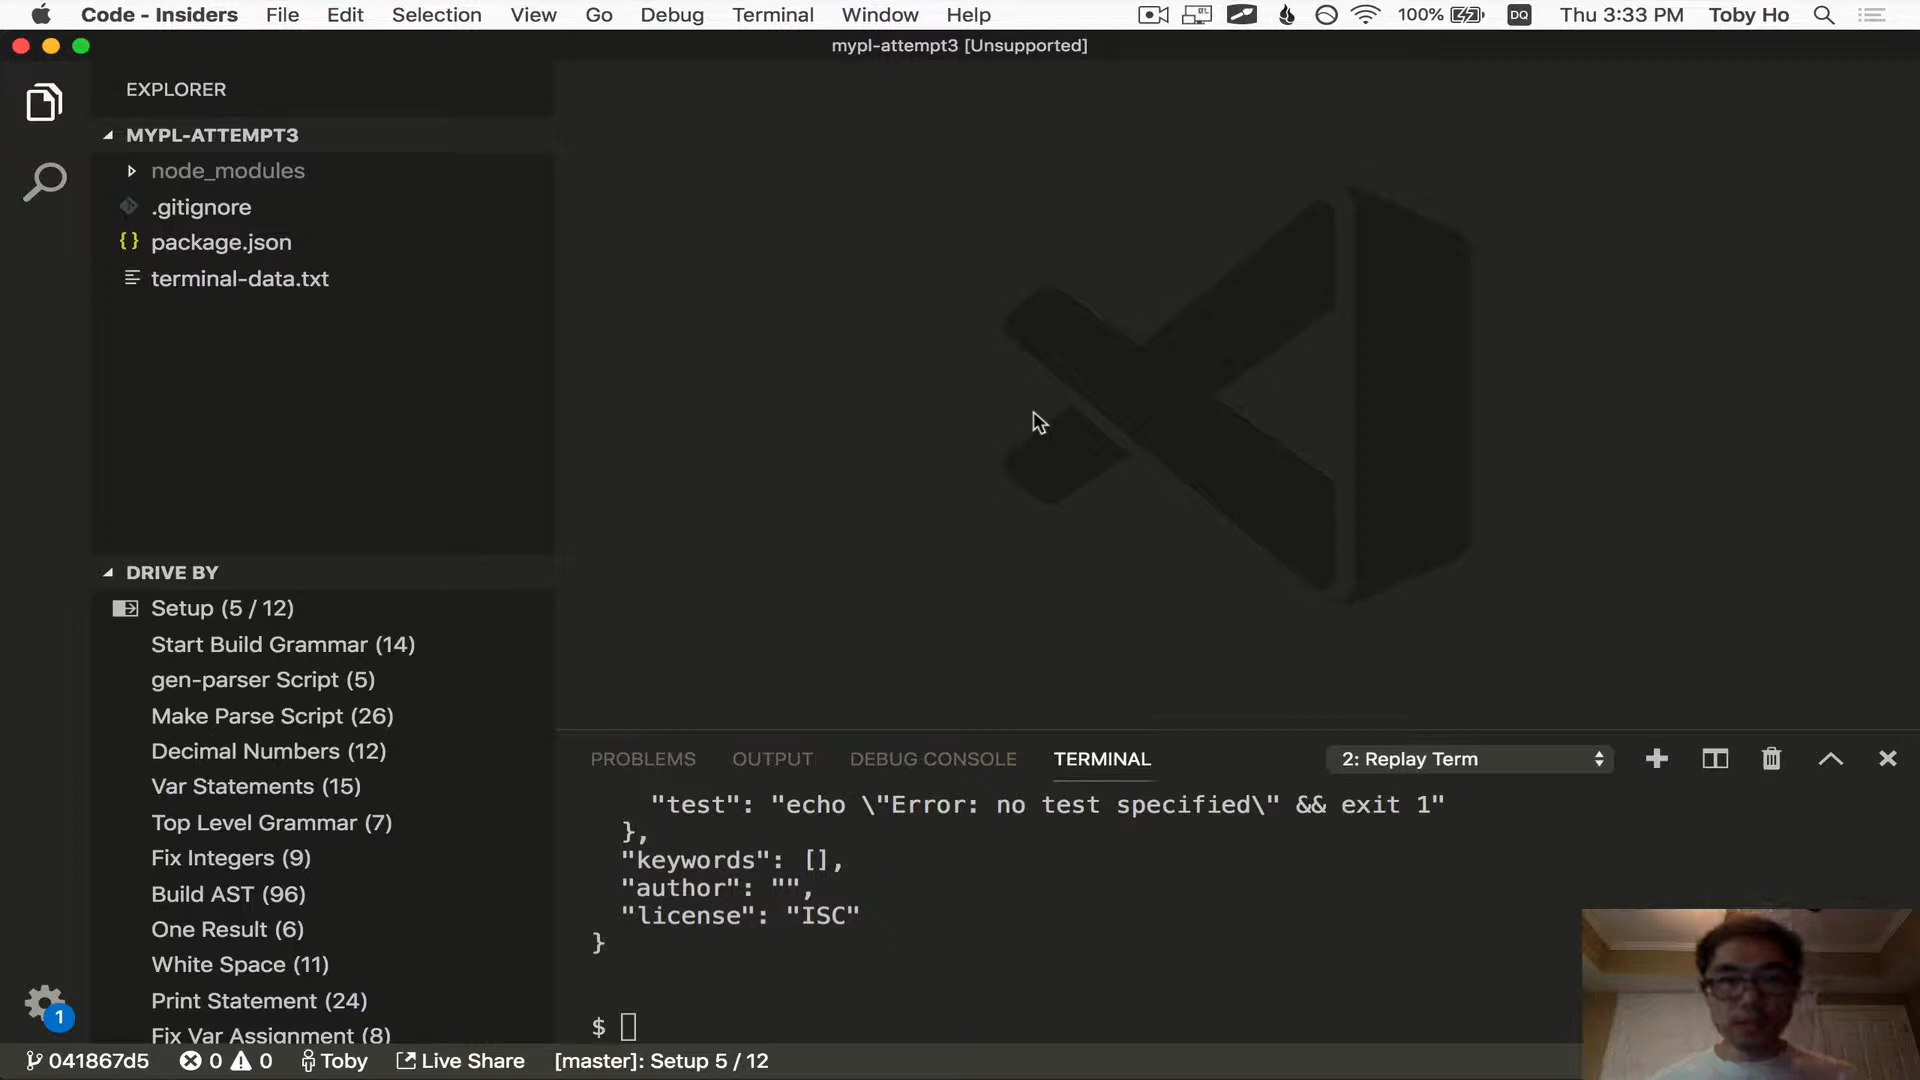 Code - Insiders File Edit Selection View Go Debug Terminal Window Help 100% DQ Thu 3:33 PM Toby Ho
mypl-attempt3 [Unsupported]
EXPLORER
MYPL-ATTEMPT3
node_modules
.gitignore
{} package.json
terminal-data.txt
DRIVE BY
Setup (5 / 12)
Start Build Grammar (14)
gen-parser Script (5)
Make Parse Script (26)
Decimal Numbers (12)
Var Statements (15)
Top Level Grammar (7)
Fix Integers (9)
Build AST (96)
One Result (6)
White Space (11)
Print Statement (24)
Fix Var Assignment (8)
1
PROBLEMS OUTPUT DEBUG CONSOLE TERMINAL 2: Replay Term
"test": "echo \"Error: no test specified\" && exit 1"
},
"keywords": [],
"author": "",
"license": "ISC"
}
$
041867d5 0 0 Toby Live Share [master]: Setup 5 / 12